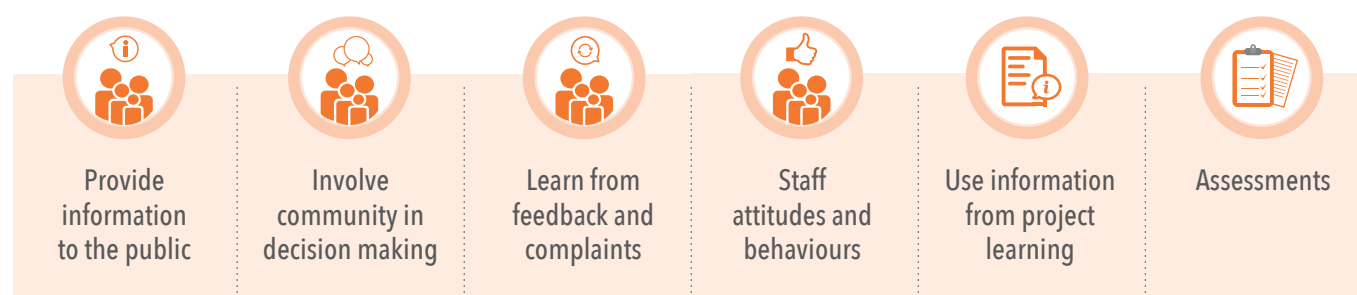 Provide
information
to the public
Involve
community in
decision making
Learn from
feedback and
complaints
Staff
attitudes and
behaviours
Use information
from project
learning
Assessments